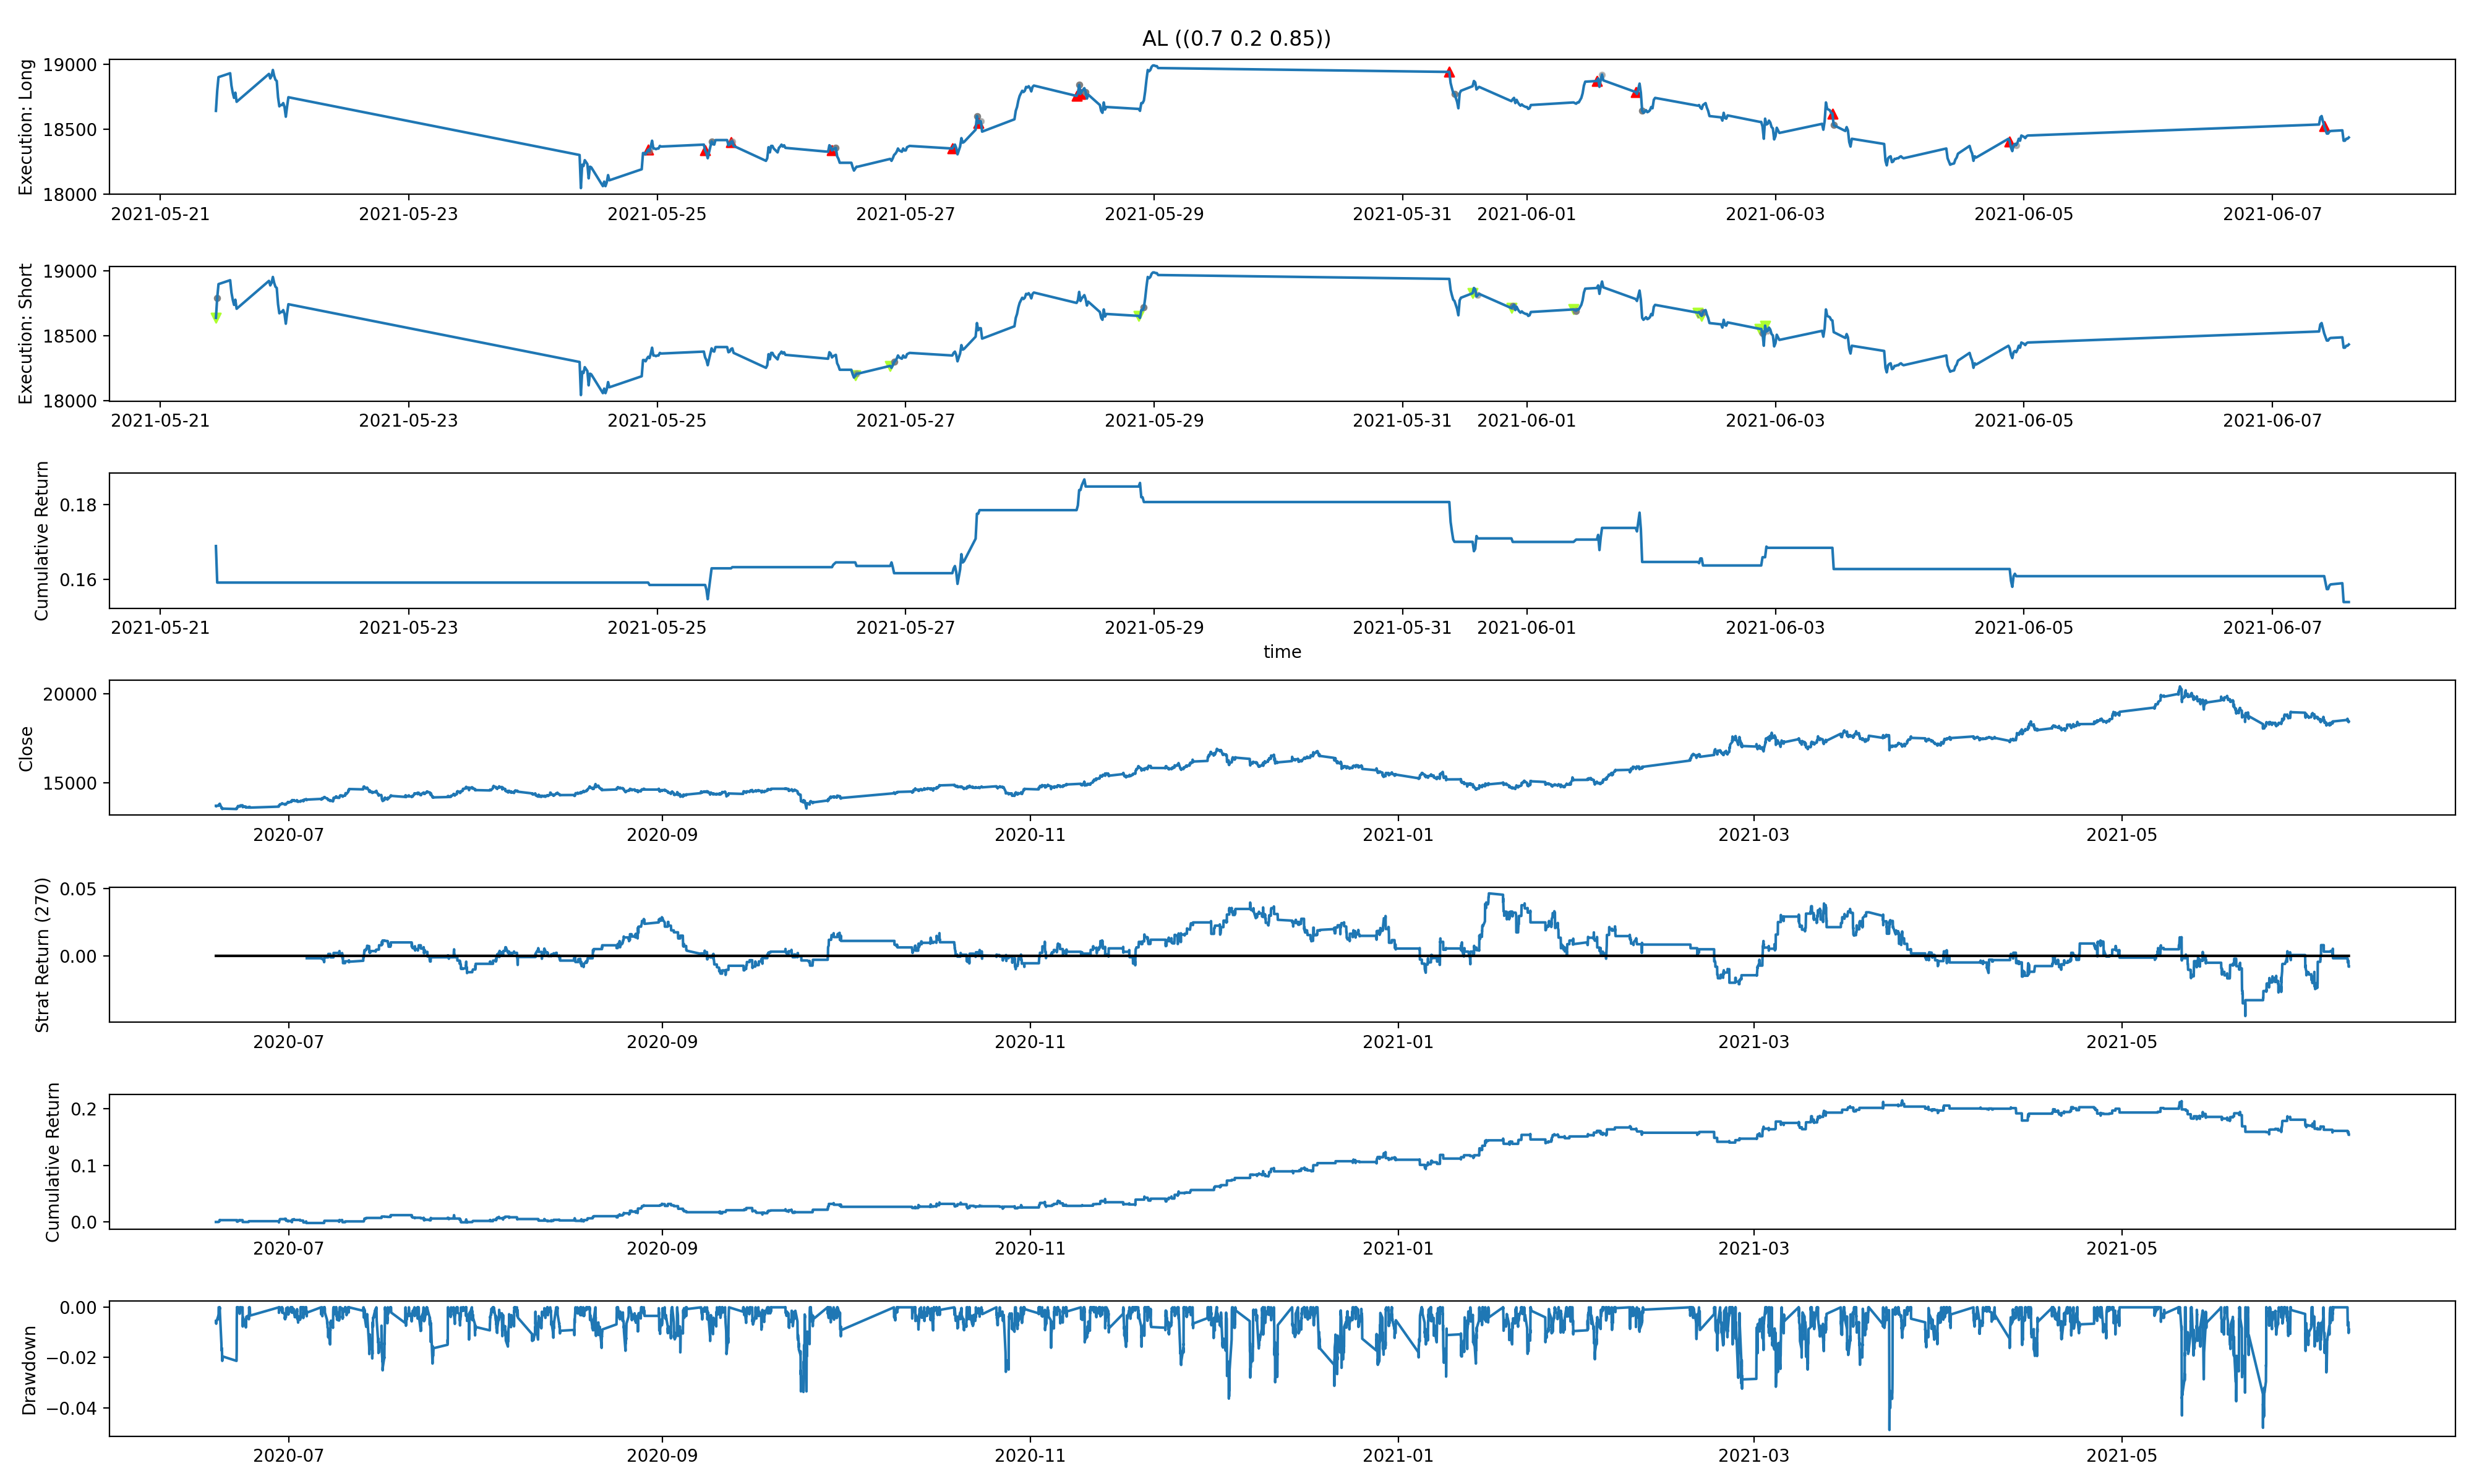 AL ((0.7 0.2 0.85))
Execution: Long
19000
18500
18000
2021-05-21 2021-05-23 2021-05-25 2021-05-27 2021-05-29 2021-05-31 2021-06-01 2021-06-03 2021-06-05 2021-06-07
Execution: Short
19000
18500
18000
2021-05-21 2021-05-23 2021-05-25 2021-05-27 2021-05-29 2021-05-31 2021-06-01 2021-06-03 2021-06-05 2021-06-07
Cumulative Return
0.18
0.16
2021-05-21 2021-05-23 2021-05-25 2021-05-27 2021-05-29 2021-05-31 2021-06-01 2021-06-03 2021-06-05 2021-06-07
time
Close
20000
15000
2020-07 2020-09 2020-11 2021-01 2021-03 2021-05
Strat Return (270)
0.05
0.00
2020-07 2020-09 2020-11 2021-01 2021-03 2021-05
Cumulative Return
0.2
0.1
0.0
2020-07 2020-09 2020-11 2021-01 2021-03 2021-05
Drawdown
0.00
−0.02
−0.04
2020-07 2020-09 2020-11 2021-01 2021-03 2021-05